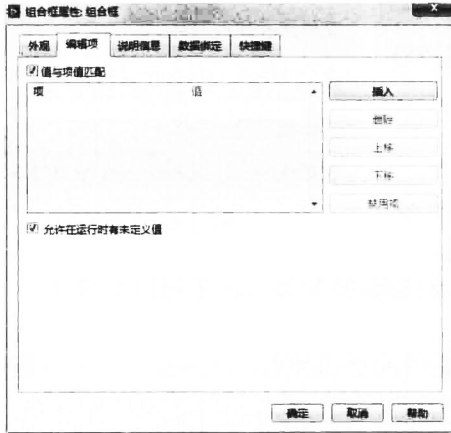 组合框属性: 组合框
外观 编辑项 说明信息 数据绑定 快捷键
值与项值匹配
项 值
插入
删除
上移
下移
禁用项
允许在运行时有未定义值
确定 取消 帮助